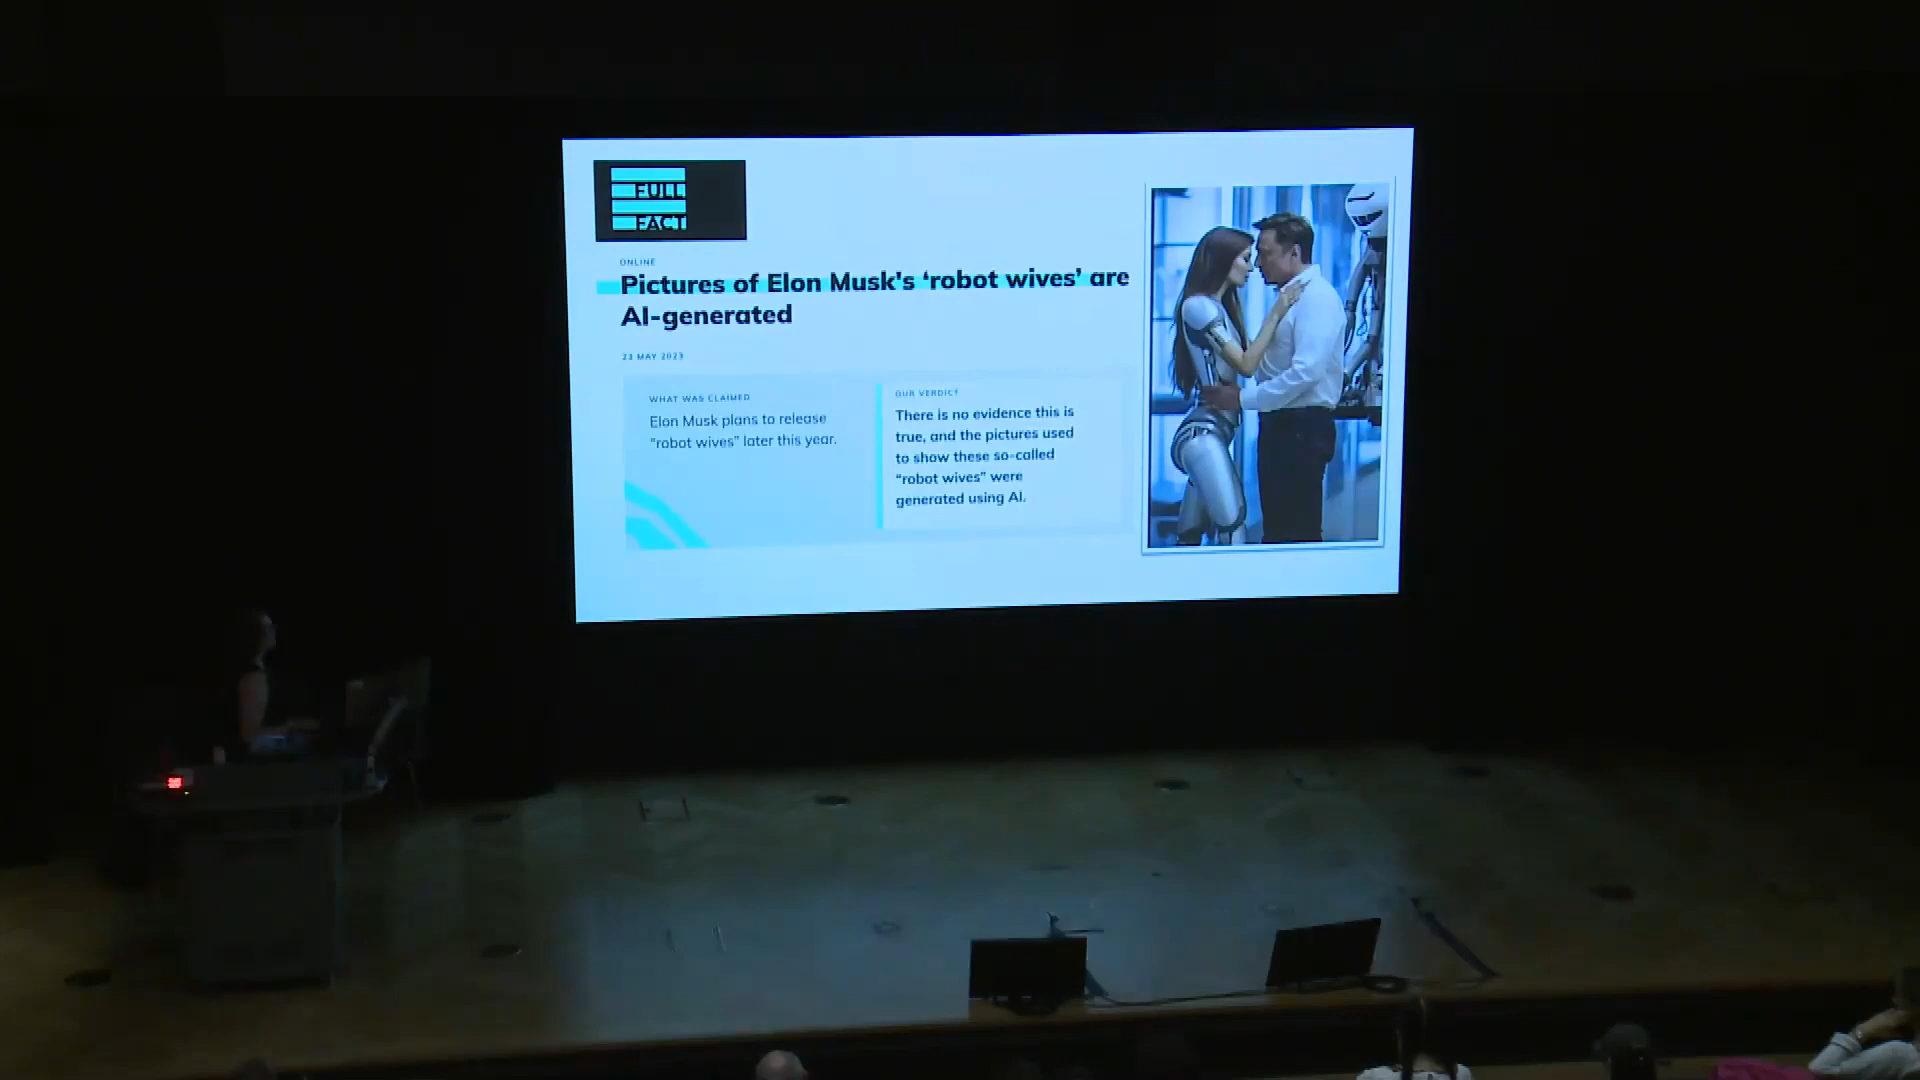 FULL
FACT
ONLINE
Pictures of Elon Musk's ‘robot wives’ are
AI-generated
23 MAY 2023
WHAT WAS CLAIMED
Elon Musk plans to release
“robot wives” later this year.
OUR VERDICT
There is no evidence this is
true, and the pictures used
to show these so-called
“robot wives” were
generated using AI.